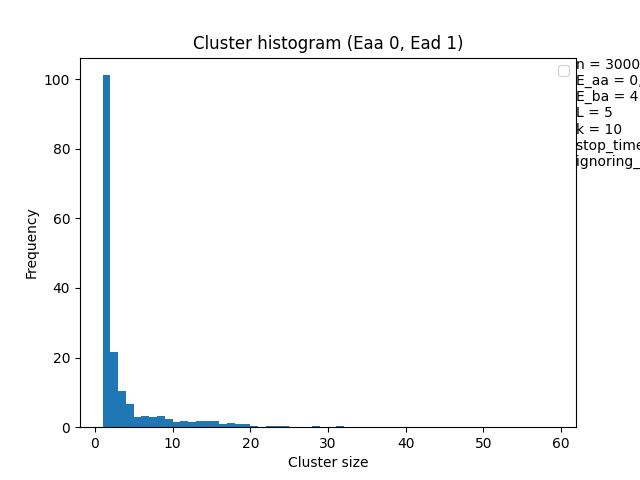 Cluster histogram (Eaa 0, Ead 1)
n = 3000
E_aa = 0,
E_ba = 4
L = 5
k = 10
stop_time
ignoring_
100
80
60
40
20
0
Frequency
0 10 20 30 40 50 60
Cluster size